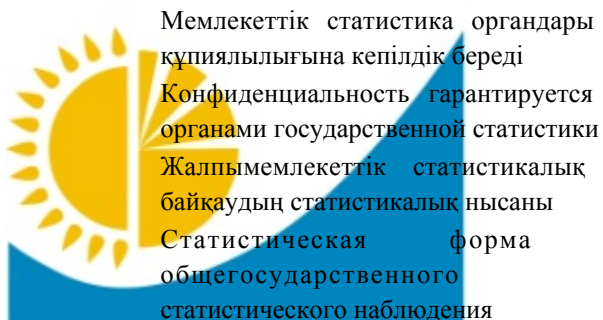 Мемлекеттік статистика органдары
құпиялылығына кепілдік береді
Конфиденциальность гарантируется
органами государственной статистики
Жалпымемлекеттік статистикалық
байқаудың статистикалық нысаны
Статистическая форма
общегосударственного
статистического наблюдения